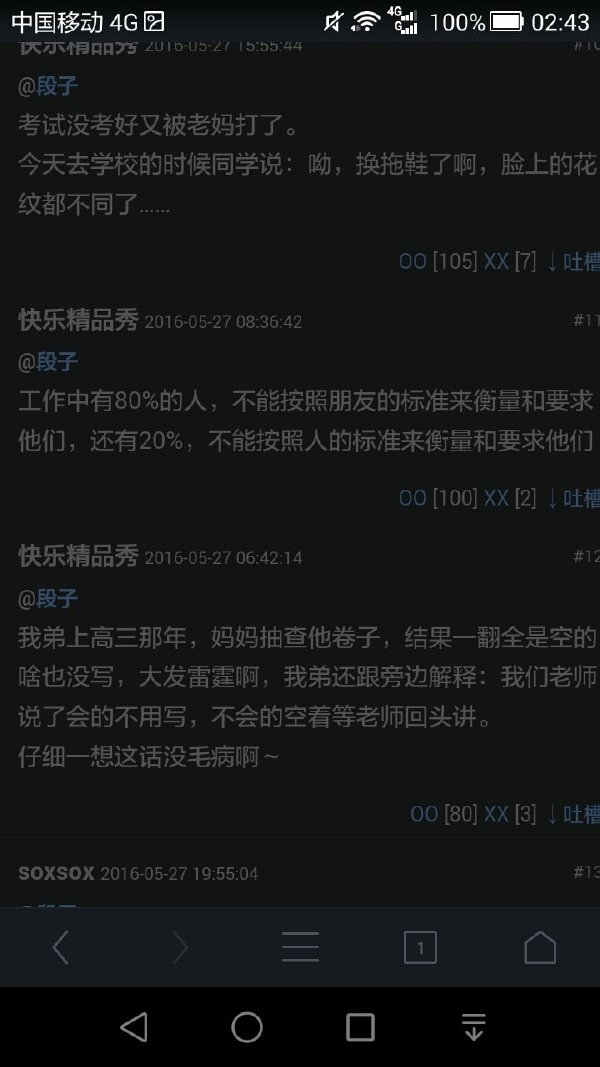 中国移动 4G 4G G 100% 02:43
快乐精品秀 2016-05-27 15:55:44 #10
@段子
考试没考好又被老妈打了。
今天去学校的时候同学说：呦，换拖鞋了啊，脸上的花
纹都不同了……
OO [105] XX [7] ↓吐槽
快乐精品秀 2016-05-27 08:36:42 #11
@段子
工作中有80%的人，不能按照朋友的标准来衡量和要求
他们，还有20%，不能按照人的标准来衡量和要求他们
OO [100] XX [2] ↓吐槽
快乐精品秀 2016-05-27 06:42:14 #12
@段子
我弟上高三那年，妈妈抽查他卷子，结果一翻全是空的
啥也没写，大发雷霆啊，我弟还跟旁边解释：我们老师
说了会的不用写，不会的空着等老师回头讲。
仔细一想这话没毛病啊~
OO [80] XX [3] ↓吐槽
soxsox 2016-05-27 19:55:04 #13
@段子
1